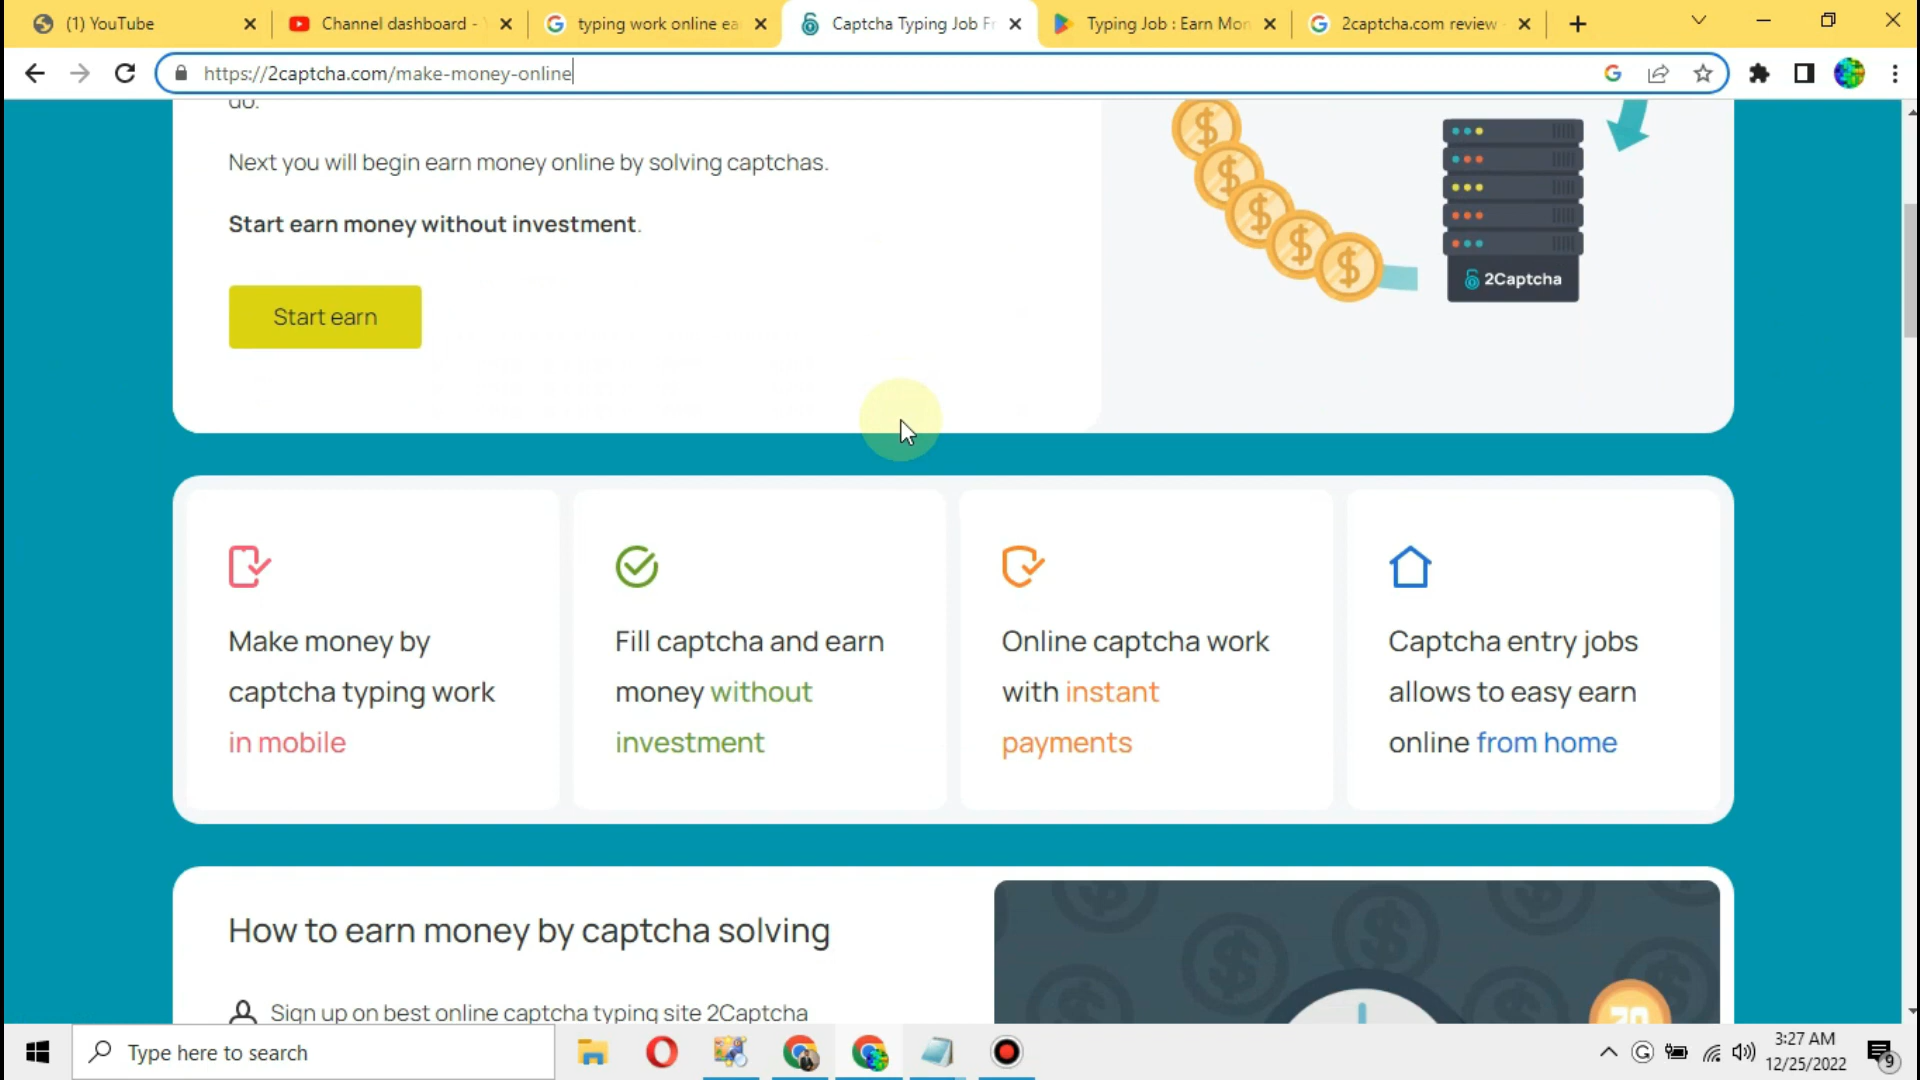 (1) YouTube
Channel dashboard -
typing work online ea
Captcha Typing Job Fr
Typing Job : Earn Mon
2captcha.com review
https://2captcha.com/make-money-online
do.
Next you will begin earn money online by solving captchas.
Start earn money without investment.
Start earn
2Captcha
Make money by
captcha typing work
in mobile
Fill captcha and earn
money without
investment
Online captcha work
with instant
payments
Captcha entry jobs
allows to easy earn
online from home
How to earn money by captcha solving
Sign up on best online captcha typing site 2Captcha
Type here to search
3:27 AM
12/25/2022
9